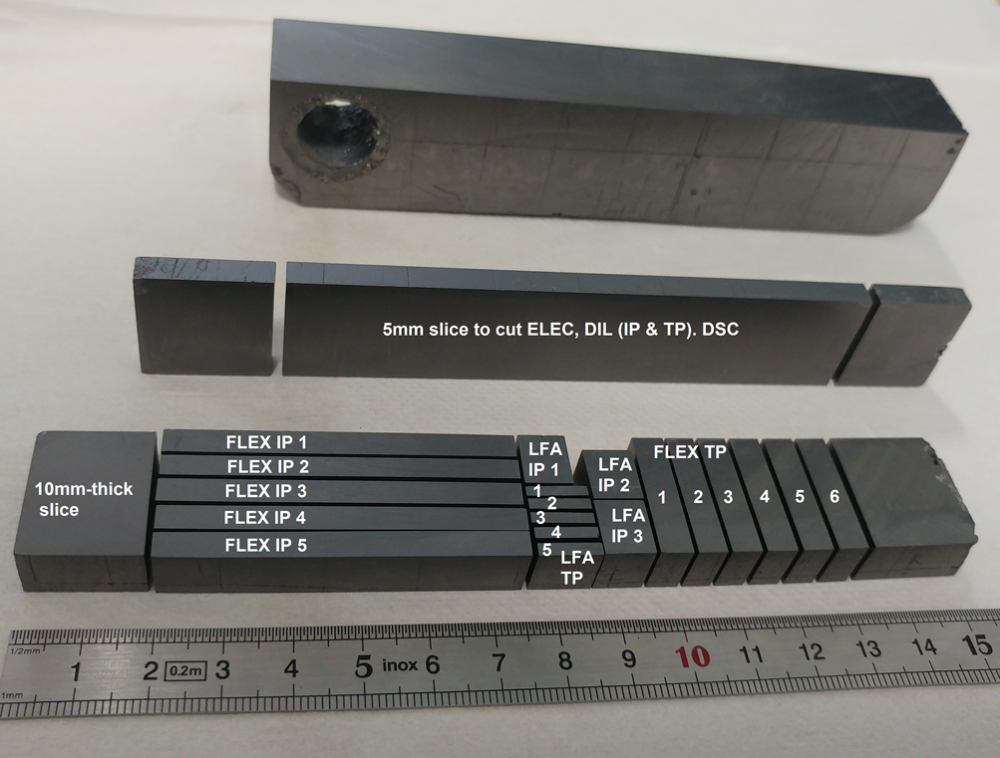 5mm slice to cut ELEC, DIL (IP & TP). DSC
FLEX IP 1
FLEX IP 2
FLEX IP 3
FLEX IP 4
FLEX IP 5
10mm-thick
slice
LFA
IP 1
1
2
3
4
5
LFA
TP
LFA
IP 2
LFA
IP 3
FLEX TP
1 2 3 4 5 6
1/2mm
1 2 0.2m 3 4 5 inox 6 7 8 9 10 11 12 13 14 15
1mm